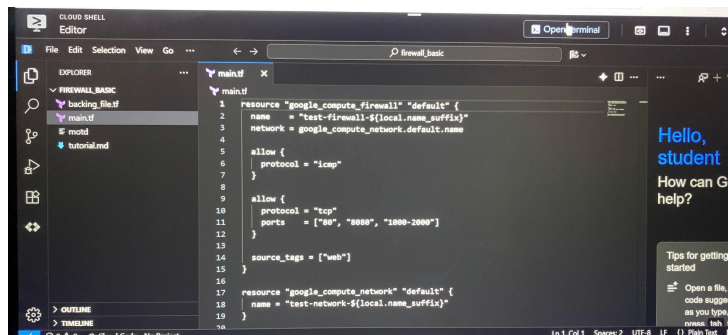 CLOUD SHELL
Editor
Open Terminal
File Edit Selection View Go ...
firewall_basic
EXPLORER
FIREWALL_BASIC
backing_file.tf
main.tf
motd
tutorial.md
OUTLINE
TIMELINE
main.tf
main.tf
1 resource "google_compute_firewall" "default" {
2 name = "test-firewall-${local.name_suffix}"
3 network = google_compute_network.default.name
4
5 allow {
6 protocol = "icmp"
7 }
8
9 allow {
10 protocol = "tcp"
11 ports = ["80", "8080", "1000-2000"]
12 }
13
14 source_tags = ["web"]
15 }
16
17 resource "google_compute_network" "default" {
18 name = "test-network-${local.name_suffix}"
19 }
20
Hello,
student
How can G
help?
Tips for getting
started
Open a file,
code sugge
as you type
press tab
Ln 1, Col 1 Spaces: 2 UTF-8 LF {} Plain Text